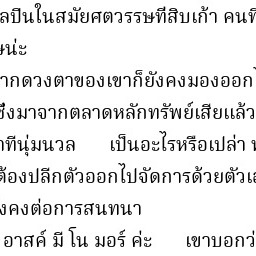 ลปินในสมัยศตวรรษที่สิบเก้า คนที
ษน่ะ
ากดวงตาของเขาก็ยังคงมองออกไ
ซึ่งมาจากตลาดหลักทรัพย์เสียแล้ว
าทีนุ่มนวล เป็นอะไรหรือเปล่า
ต้องปลีกตัวออกไปจัดการด้วยตัวเ
งคงต่อการสนทนา
อาสค์ มี โน มอร์ ค่ะ เขาบอกว่